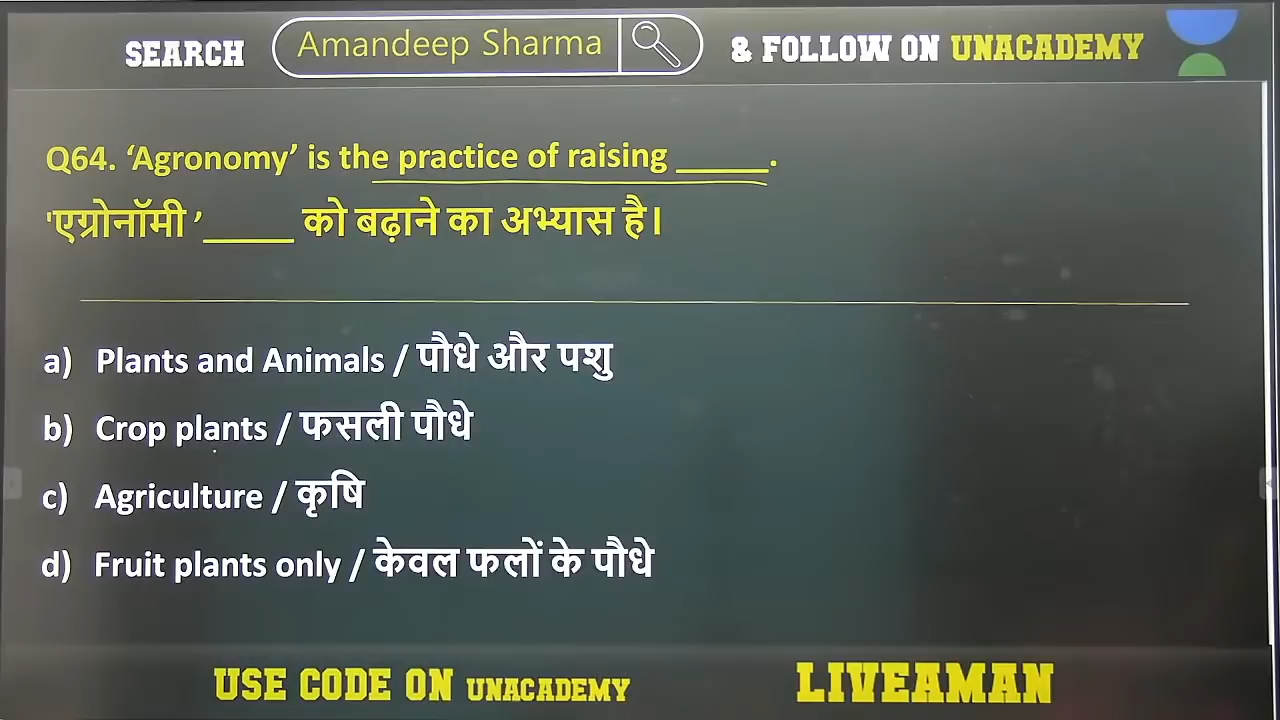 SEARCH Amandeep Sharma & FOLLOW ON UNACADEMY
Q64. ‘Agronomy’ is the practice of raising _____.
'एग्रोनॉमी ’_____ को बढ़ाने का अभ्यास है।
a) Plants and Animals / पौधे और पशु
b) Crop plants / फसली पौधे
c) Agriculture / कृषि
d) Fruit plants only / केवल फलों के पौधे
USE CODE ON UNACADEMY LIVEAMAN